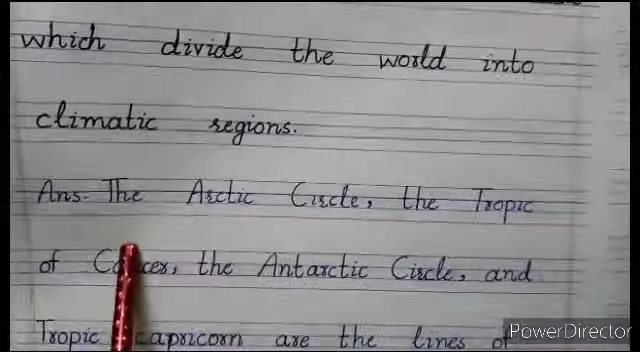 which divide the world into
climatic regions.
Ans- The Arctic Circle, the Tropic
of Cancer, the Antarctic Circle, and
Tropic capricorn are the lines of
PowerDirector